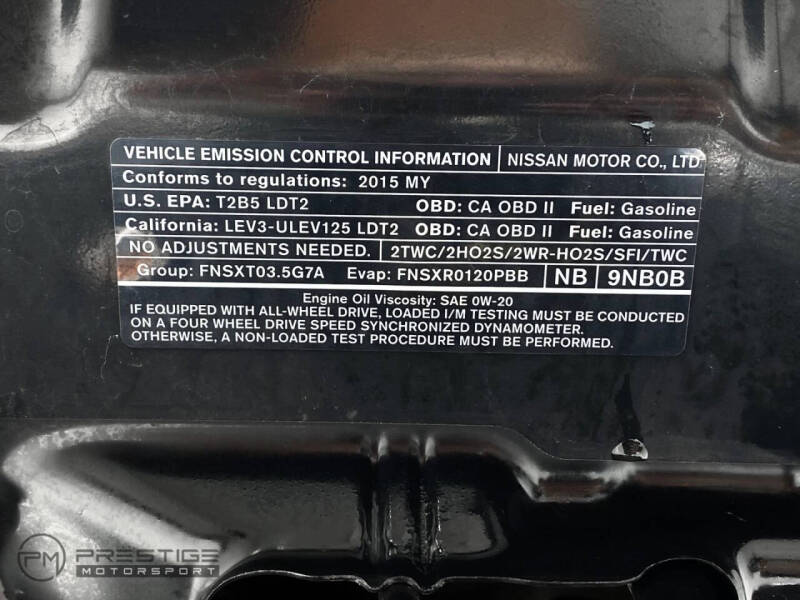 VEHICLE EMISSION CONTROL INFORMATION NISSAN MOTOR CO., LTD
Conforms to regulations: 2015 MY
U.S. EPA: T2B5 LDT2 OBD: CA OBD II Fuel: Gasoline
California: LEV3-ULEV125 LDT2 OBD: CA OBD II Fuel: Gasoline
NO ADJUSTMENTS NEEDED. 2TWC/2HO2S/2WR-HO2S/SFI/TWC
Group: FNSXT03.5G7A Evap: FNSXR0120PBB NB 9NB0B
Engine Oil Viscosity: SAE 0W-20
IF EQUIPPED WITH ALL-WHEEL DRIVE, LOADED I/M TESTING MUST BE CONDUCTED
ON A FOUR WHEEL DRIVE SPEED SYNCHRONIZED DYNAMOMETER.
OTHERWISE, A NON-LOADED TEST PROCEDURE MUST BE PERFORMED.
PM PRESTIGE
MOTORSPORT